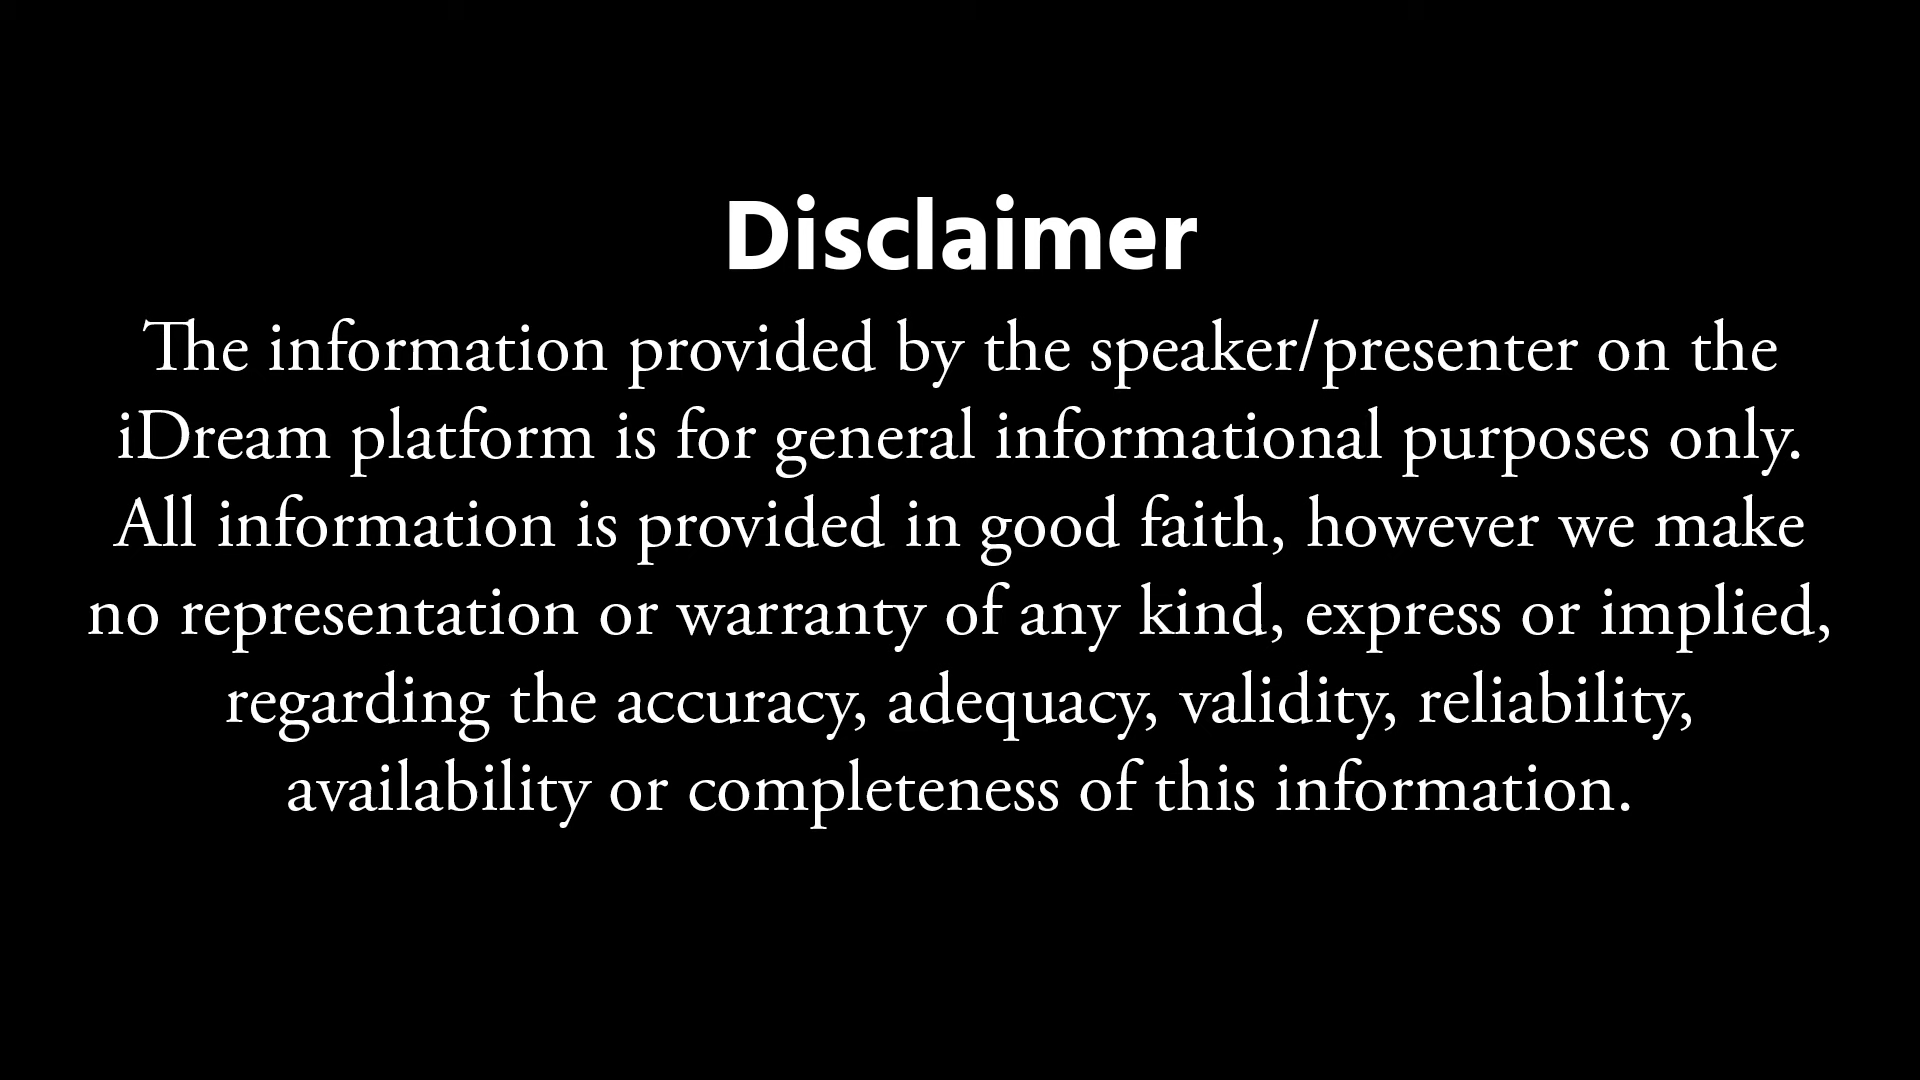 Disclaimer
The information provided by the speaker/presenter on the
iDream platform is for general informational purposes only.
All information is provided in good faith, however we make
no representation or warranty of any kind, express or implied,
regarding the accuracy, adequacy, validity, reliability,
availability or completeness of this information.